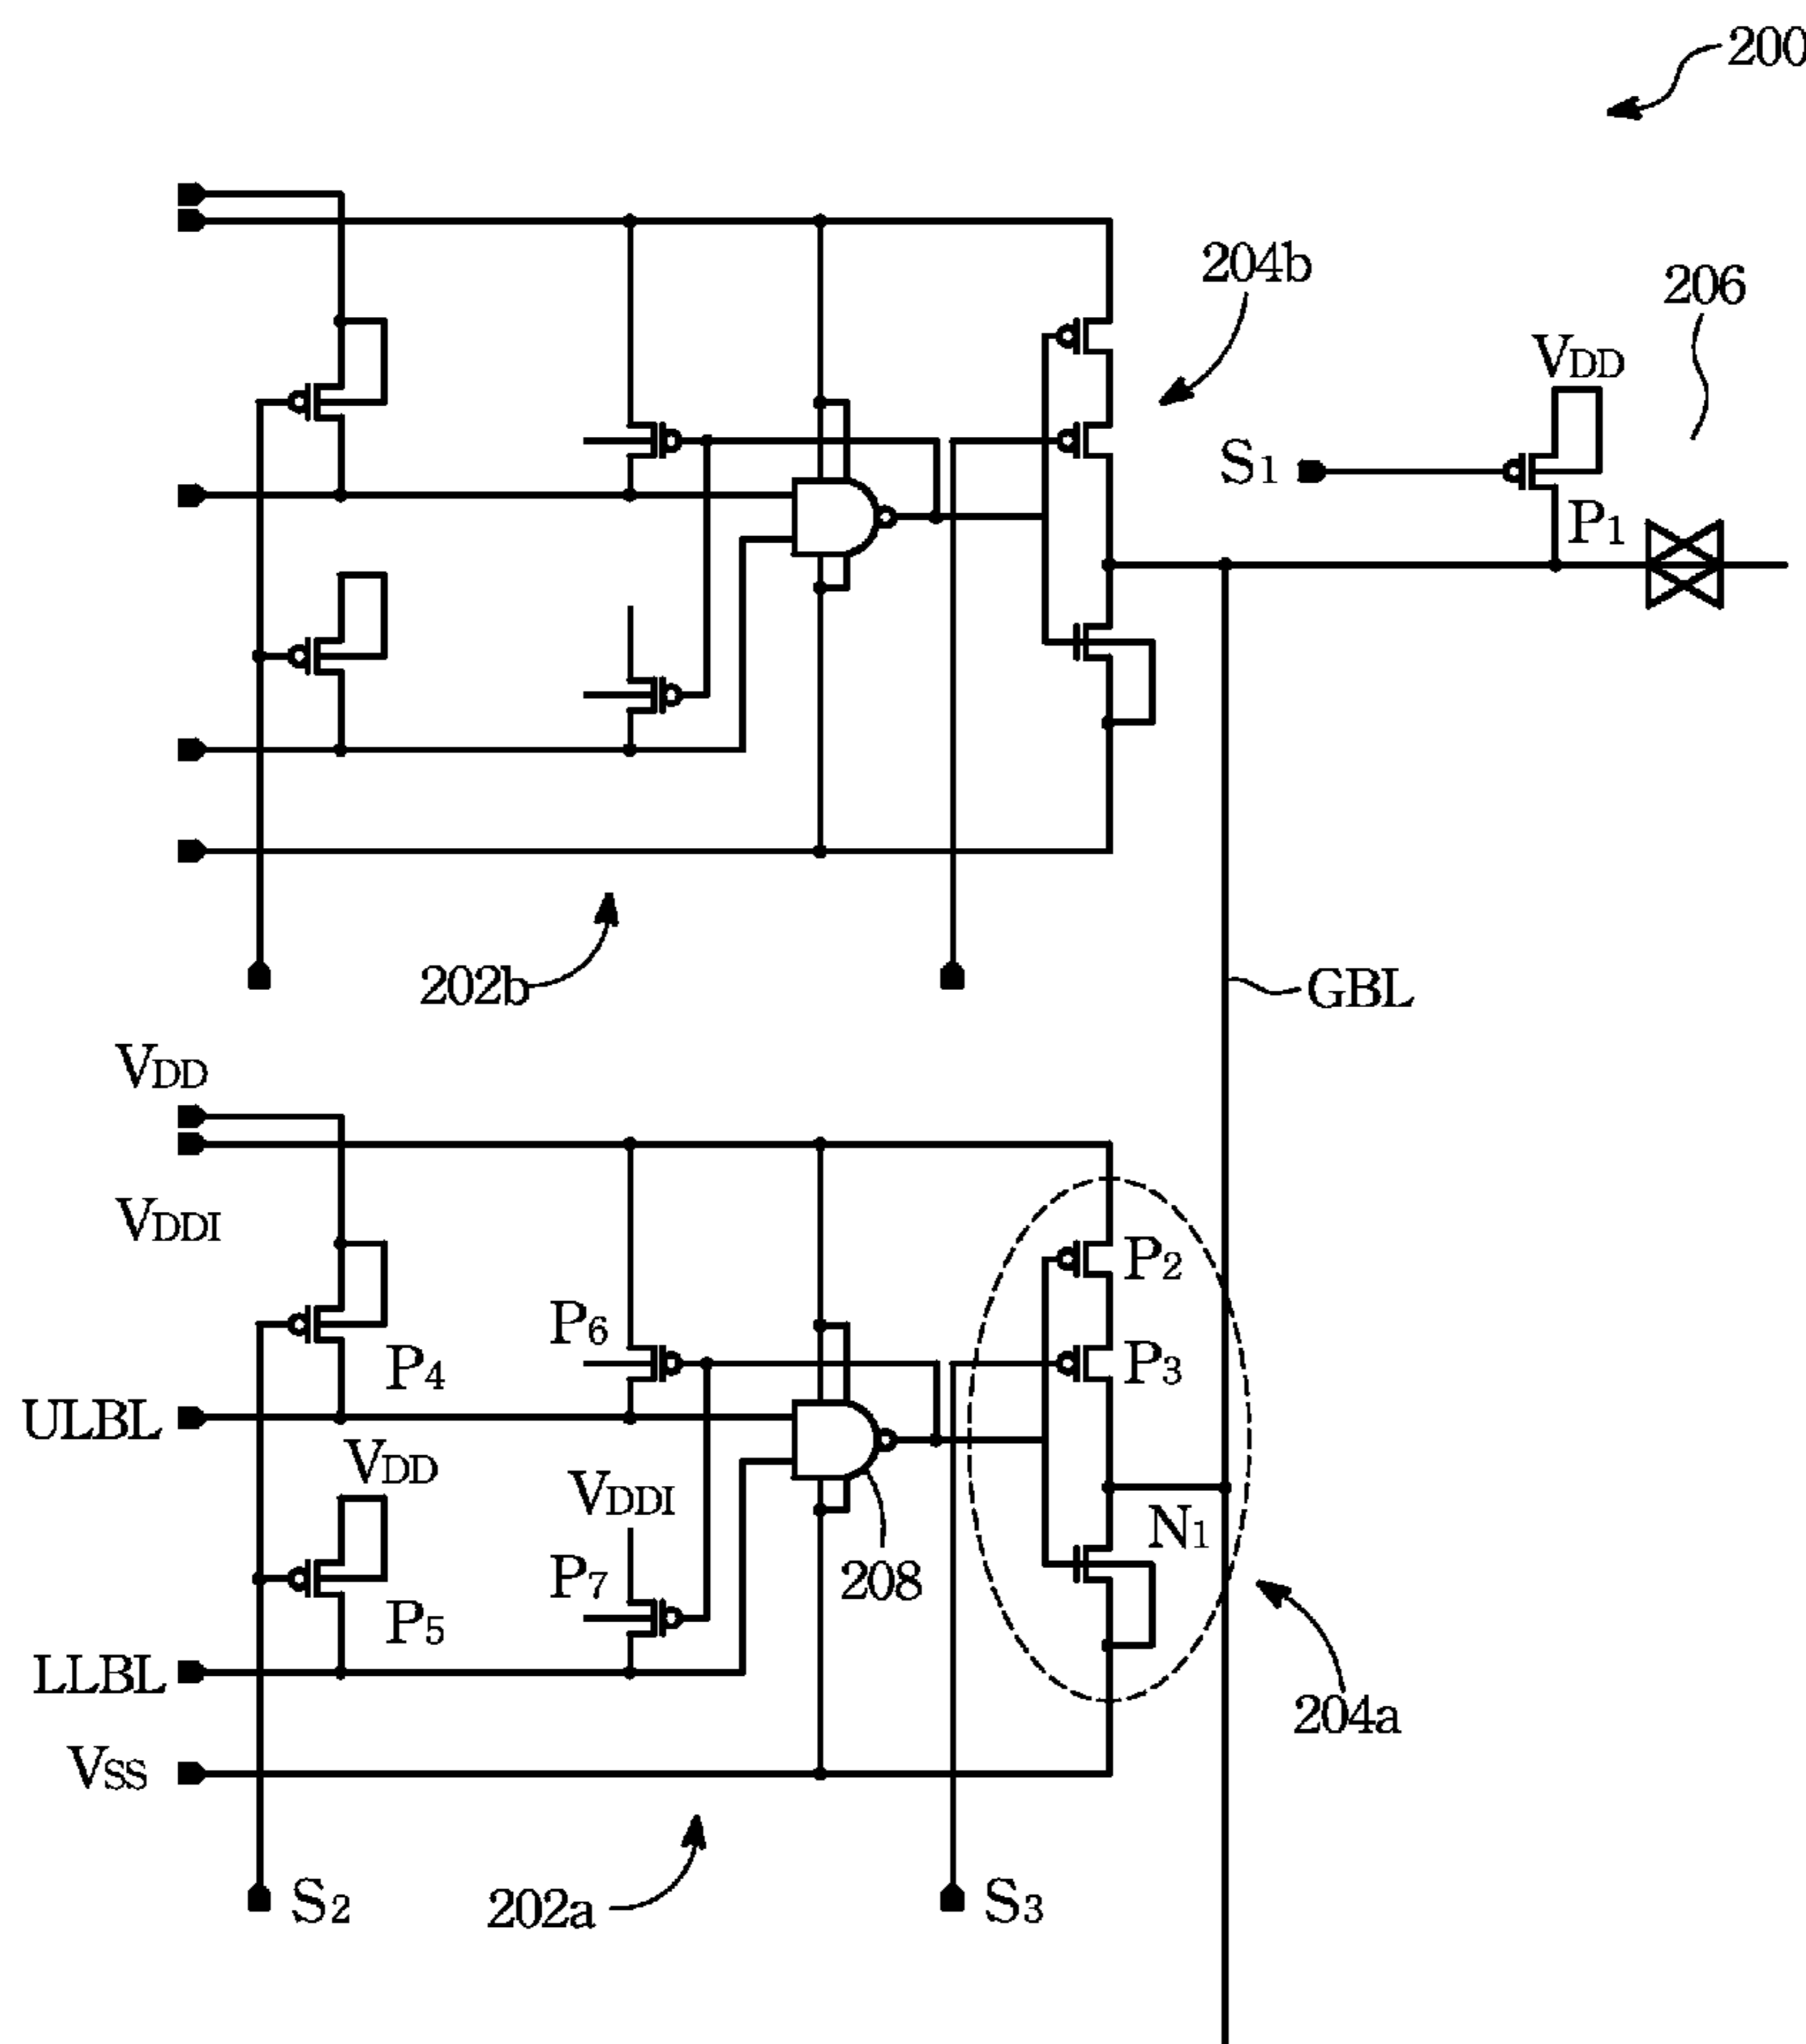 200
204b
206
VDD
S1
P1
202b
GBL
VDD
VDDI
P2
P6
P3
P4
ULBL
VDD
VDDI
N1
P7
208
P5
LLBL
204a
VSS
S2
202a
S3